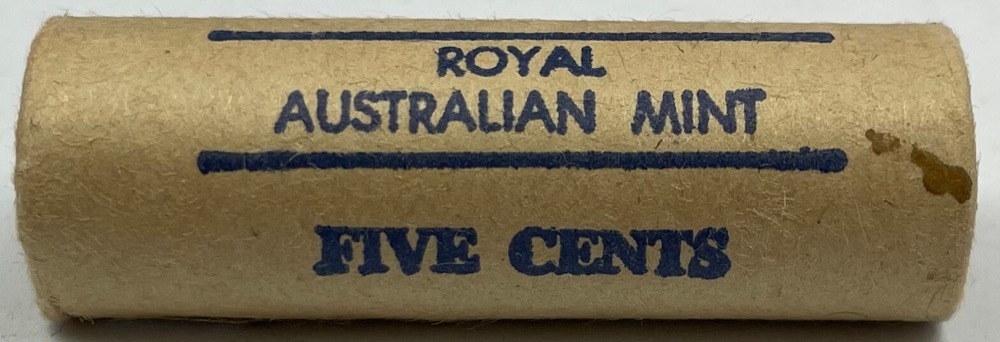 ROYAL
AUSTRALIAN MINT
FIVE CENTS